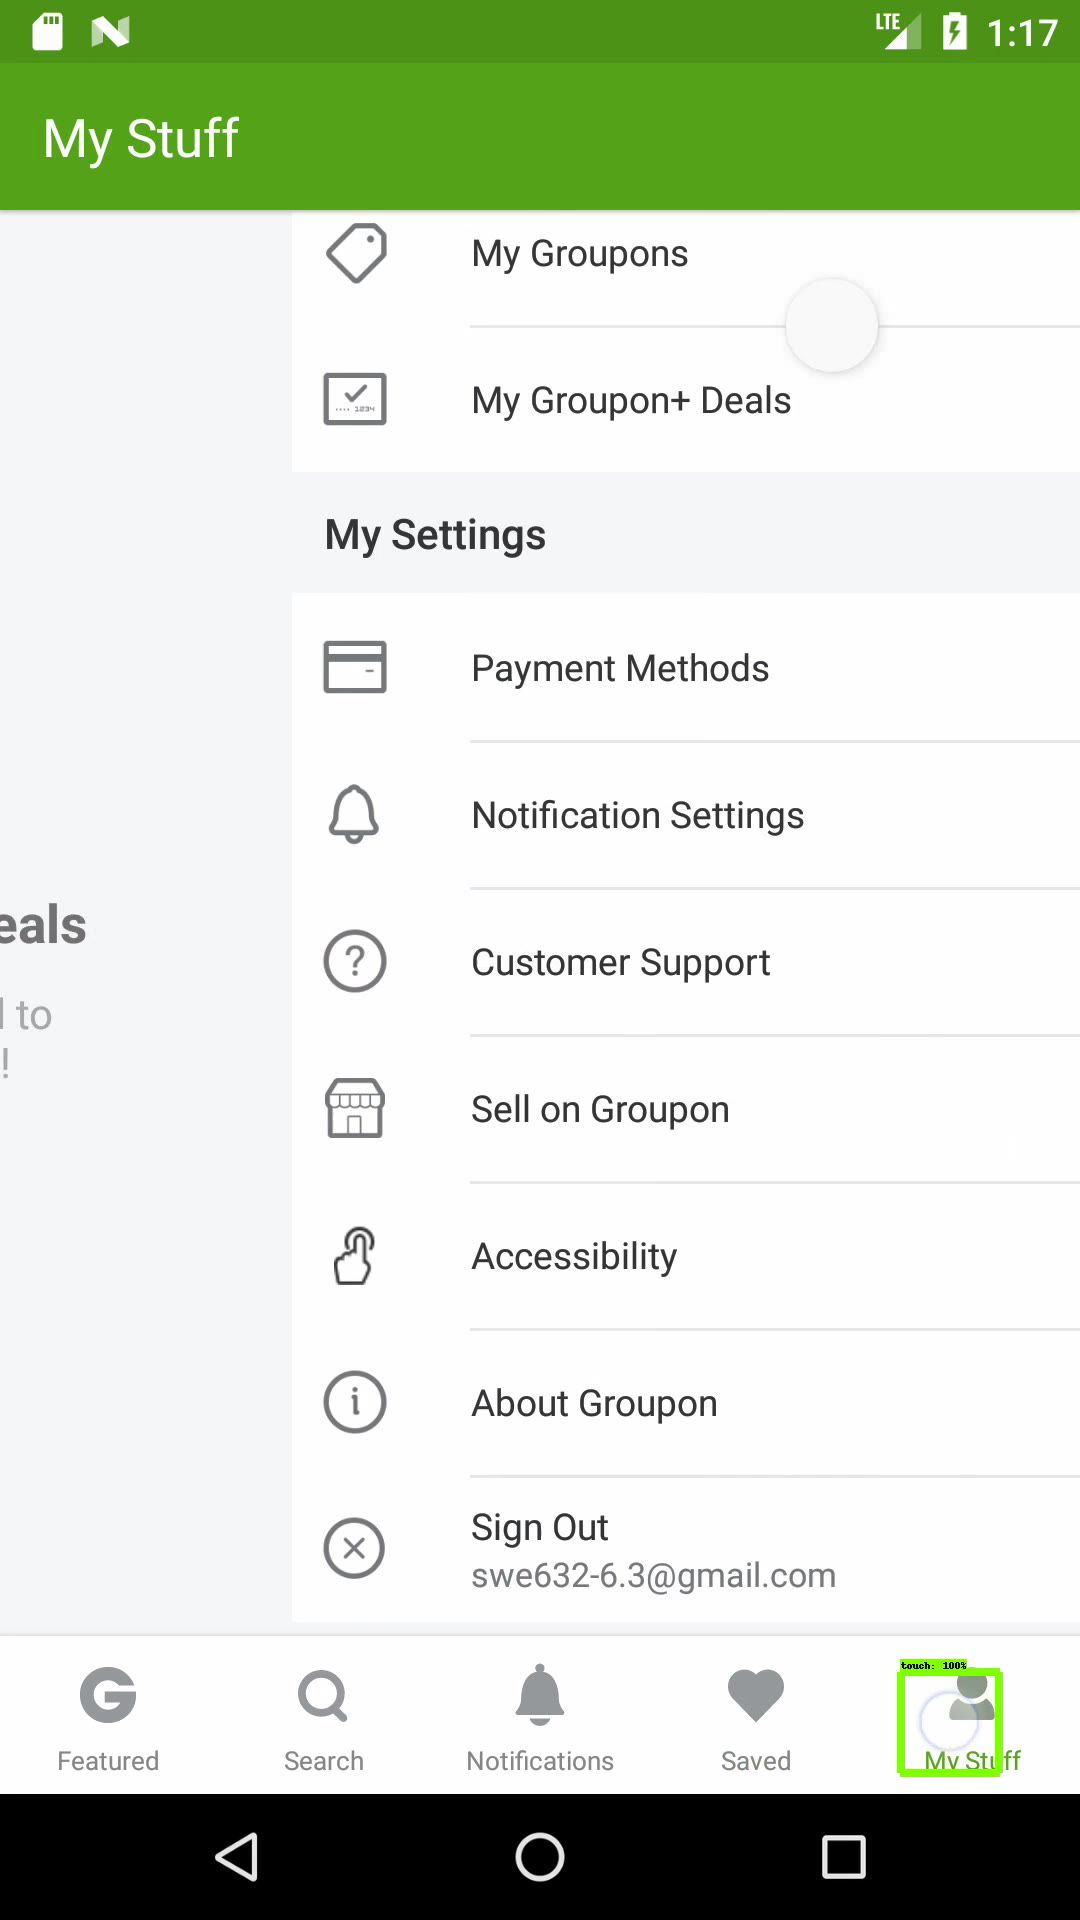 LTE 1:17
My Stuff
My Groupons
My Groupon+ Deals
1234
My Settings
Payment Methods
Notification Settings
eals
Customer Support
to
!
Sell on Groupon
Accessibility
About Groupon
Sign Out
swe632-6.3@gmail.com
touch: 100%
Featured
Search
Notifications
Saved
My Stuff